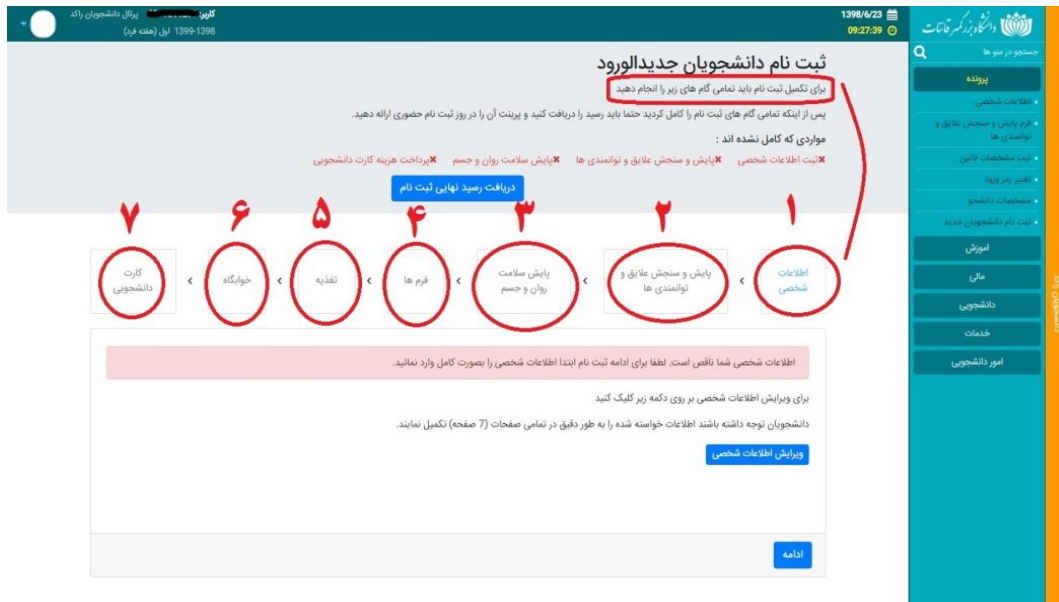 دانشگاه بزرگمهر قائنات
جستجو در منو ها
پرونده
اطلاعات شخصی
فرم پایش و سنجش علایق و
توانمندی ها
ثبت مشخصات لاتین
تغییر رمز ورود
مشخصات دانشجو
ثبت نام دانشجویان جدید
آموزش
مالی
دانشجویی
خدمات
امور دانشجویی
1398/6/23
09:27:39
کاربر: پرتال دانشجویان راکد
1399-1398 اول (هفته فرد)
ثبت نام دانشجویان جدیدالورود
برای تکمیل ثبت نام باید تمامی گام های زیر را انجام دهید
پس از اینکه تمامی گام های ثبت نام را کامل کردید حتما باید رسید را دریافت کنید و پرینت آن را در روز ثبت نام حضوری ارائه دهید.
مواردی که کامل نشده اند :
✖ثبت اطلاعات شخصی ✖پایش و سنجش علایق و توانمندی ها ✖پایش سلامت روان و جسم ✖پرداخت هزینه کارت دانشجویی
دریافت رسید نهایی ثبت نام
۱ ۲ ۳ ۴ ۵ ۶ ۷
اطلاعات
شخصی
پایش و سنجش علایق و
توانمندی ها
پایش سلامت
روان و جسم
فرم ها
تغذیه
خوابگاه
کارت
دانشجویی
اطلاعات شخصی شما ناقص است. لطفا برای ادامه ثبت نام ابتدا اطلاعات شخصی را بصورت کامل وارد نمائید.
برای ویرایش اطلاعات شخصی بر روی دکمه زیر کلیک کنید
دانشجویان توجه داشته باشند اطلاعات خواسته شده را به طور دقیق در تمامی صفحات (7 صفحه) تکمیل نمایند.
ویرایش اطلاعات شخصی
ادامه